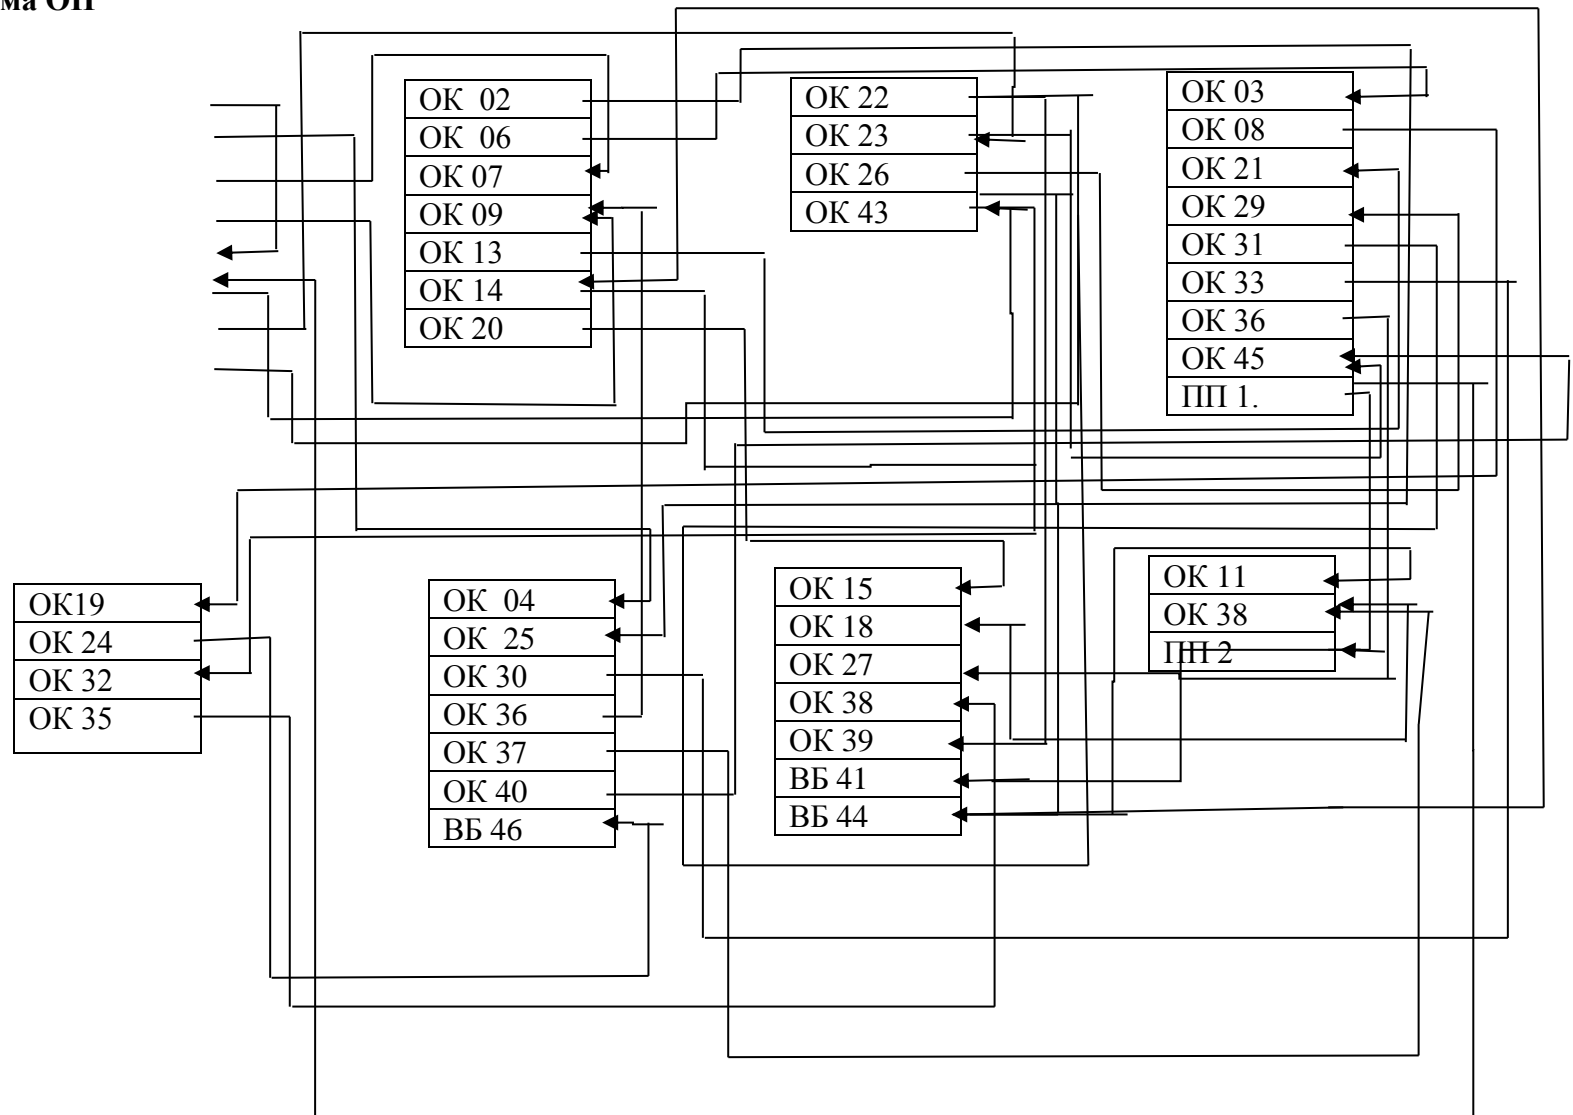 ма ОП
ОК 02
ОК 06
ОК 07
ОК 09
ОК 13
ОК 14
ОК 20
ОК 22
ОК 23
ОК 26
ОК 43
ОК 03
ОК 08
ОК 21
ОК 29
ОК 31
ОК 33
ОК 36
ОК 45
ПП 1.
ОК19
ОК 24
ОК 32
ОК 35
ОК 04
ОК 25
ОК 30
ОК 36
ОК 37
ОК 40
ВБ 46
ОК 15
ОК 18
ОК 27
ОК 38
ОК 39
ВБ 41
ВБ 44
ОК 11
ОК 38
ПП 2